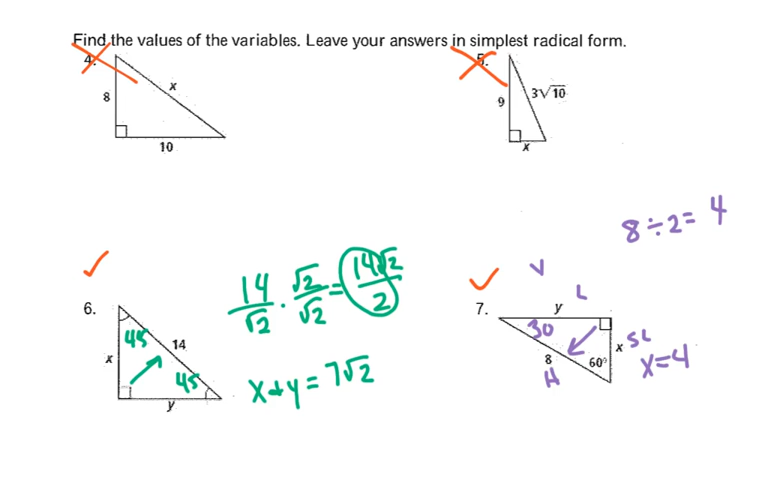 Find the values of the variables. Leave your answers in simplest radical form.
4.
8
x
10
5.
9
3√10
x
8÷2=4
6.
45
14
x
45
y
14/√2 · √2/√2 = 14√2/2
x+y=7√2
7.
y
L
30
8
H
60°
x
SL
x=4